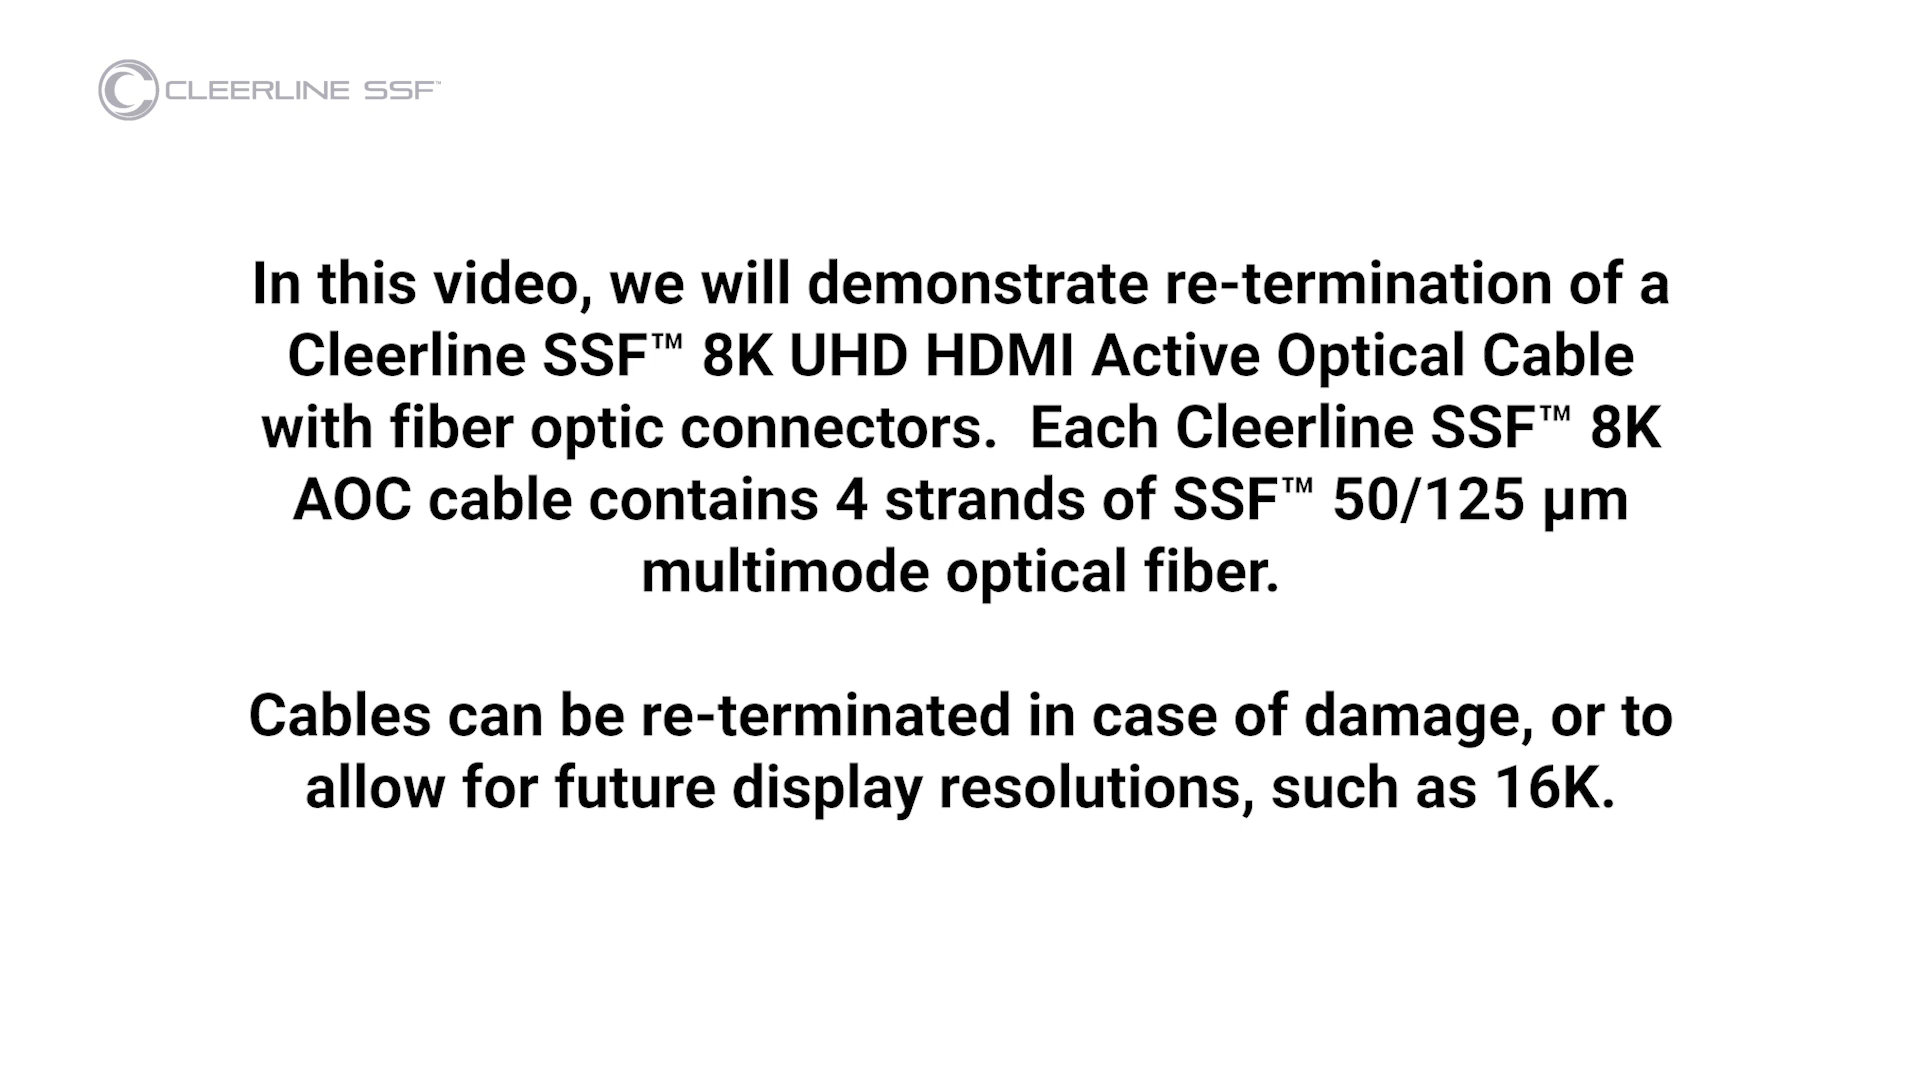 CLEERLINE SSF™
In this video, we will demonstrate re-termination of a
Cleerline SSF™ 8K UHD HDMI Active Optical Cable
with fiber optic connectors.  Each Cleerline SSF™ 8K
AOC cable contains 4 strands of SSF™ 50/125 µm
multimode optical fiber.
Cables can be re-terminated in case of damage, or to
allow for future display resolutions, such as 16K.